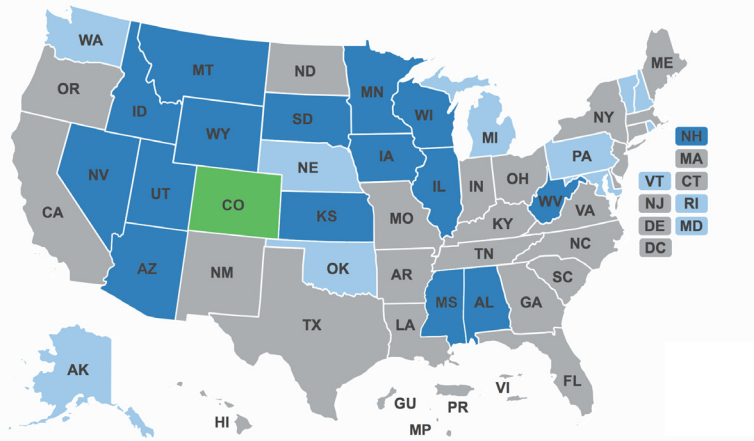 WA
MT
ND
ME
OR
MN
ID
SD
WI
NY
WY
MI
NH
NE
IA
PA
MA
NV
UT
CO
IL
IN
OH
VT
CT
CA
KS
MO
WV
VA
NJ
RI
KY
DE
MD
NC
DC
AZ
NM
OK
TN
AR
SC
MS
AL
GA
TX
LA
AK
FL
VI
GU
PR
HI
MP